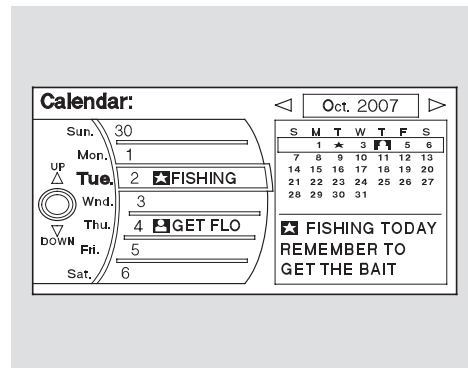 Calendar:
Oct. 2007
UP
DOWN
Sun. 30
Mon. 1
Tue. 2 FISHING
Wnd. 3
Thu. 4 GET FLO
Fri. 5
Sat. 6
S M T W T F S
1 ★ 3 5 6
7 8 9 10 11 12 13
14 15 16 17 18 19 20
21 22 23 24 25 26 27
28 29 30 31
★ FISHING TODAY
REMEMBER TO
GET THE BAIT